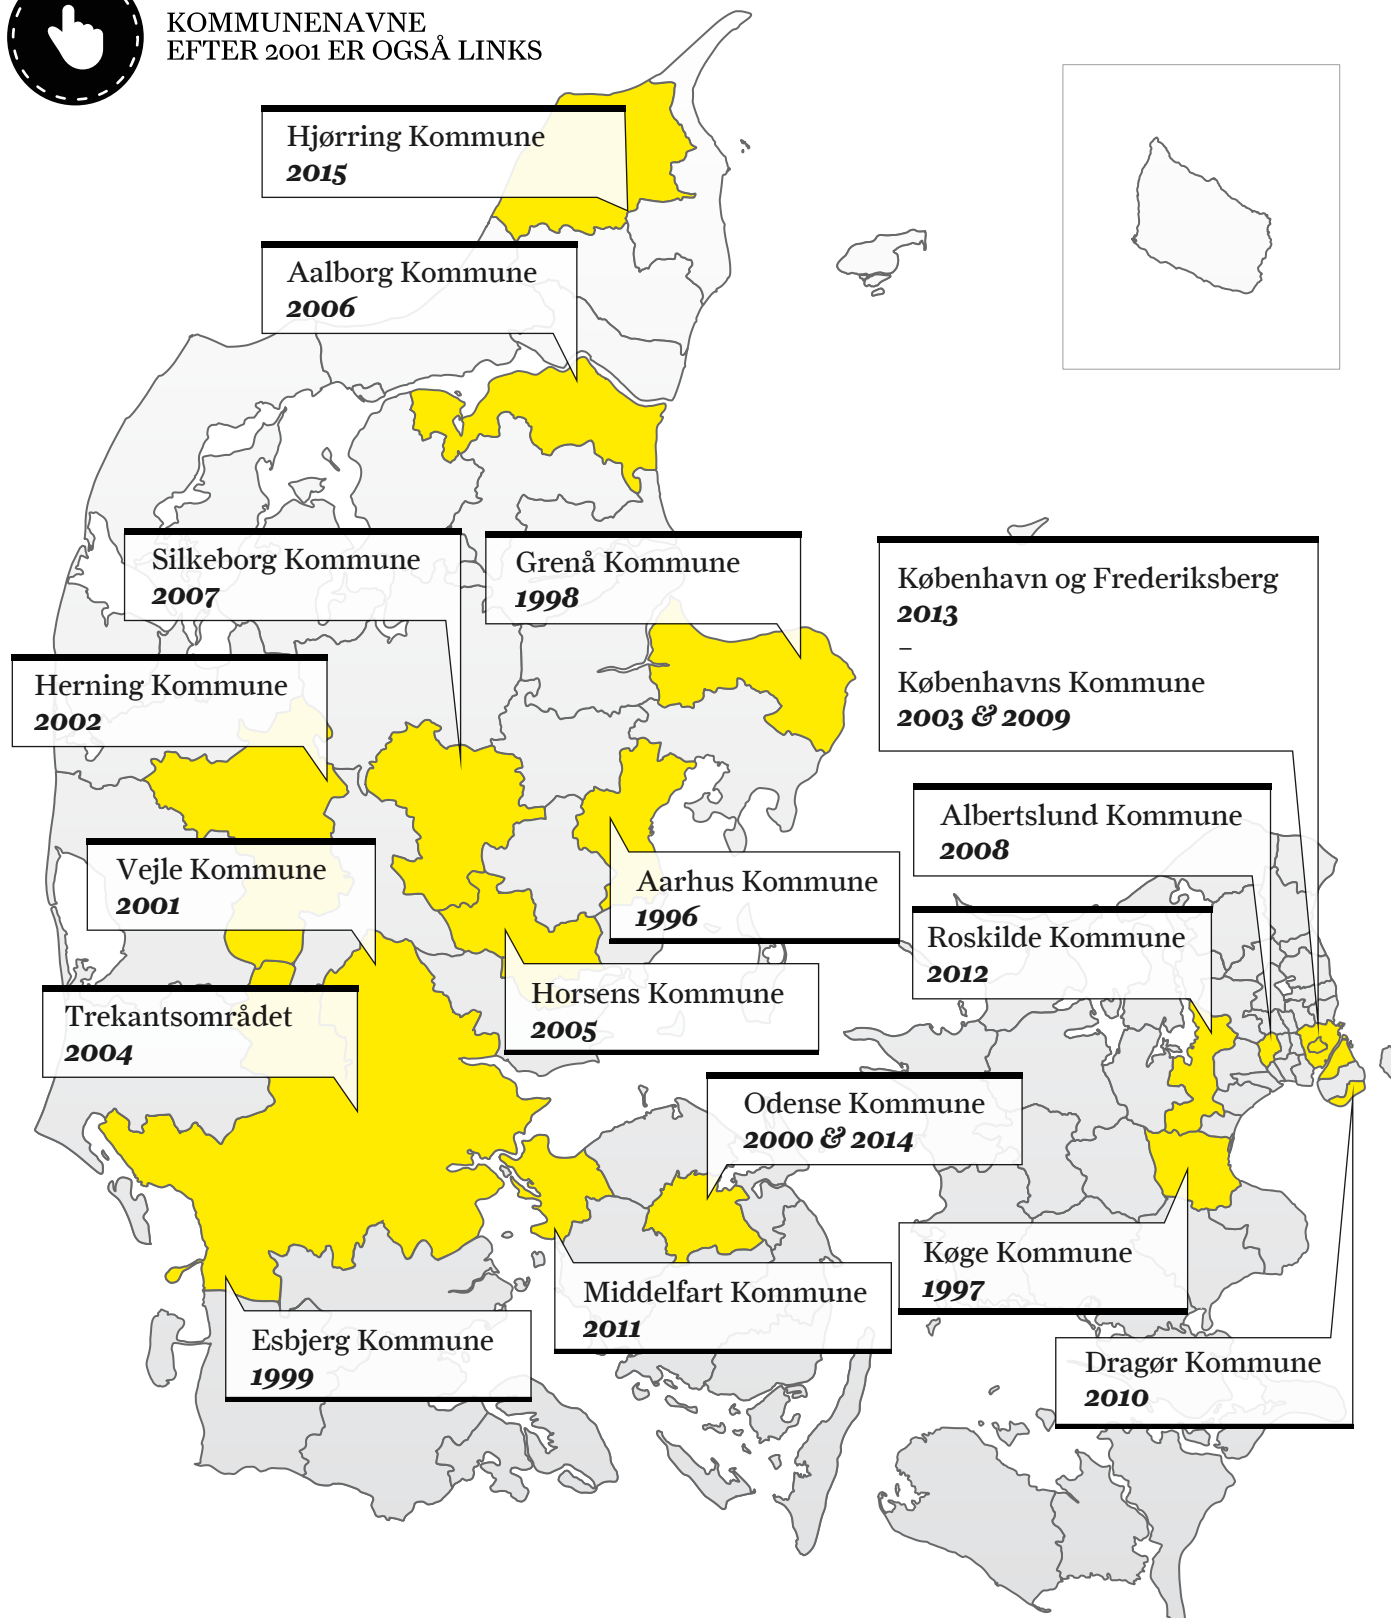 KOMMUNENAVNE
EFTER 2001 ER OGSÅ LINKS
Hjørring Kommune
2015
Aalborg Kommune
2006
Silkeborg Kommune
2007
Grenå Kommune
1998
København og Frederiksberg
2013
–
Københavns Kommune
2003 & 2009
Herning Kommune
2002
Albertslund Kommune
2008
Vejle Kommune
2001
Aarhus Kommune
1996
Roskilde Kommune
2012
Horsens Kommune
2005
Trekantsområdet
2004
Odense Kommune
2000 & 2014
Køge Kommune
1997
Middelfart Kommune
2011
Esbjerg Kommune
1999
Dragør Kommune
2010